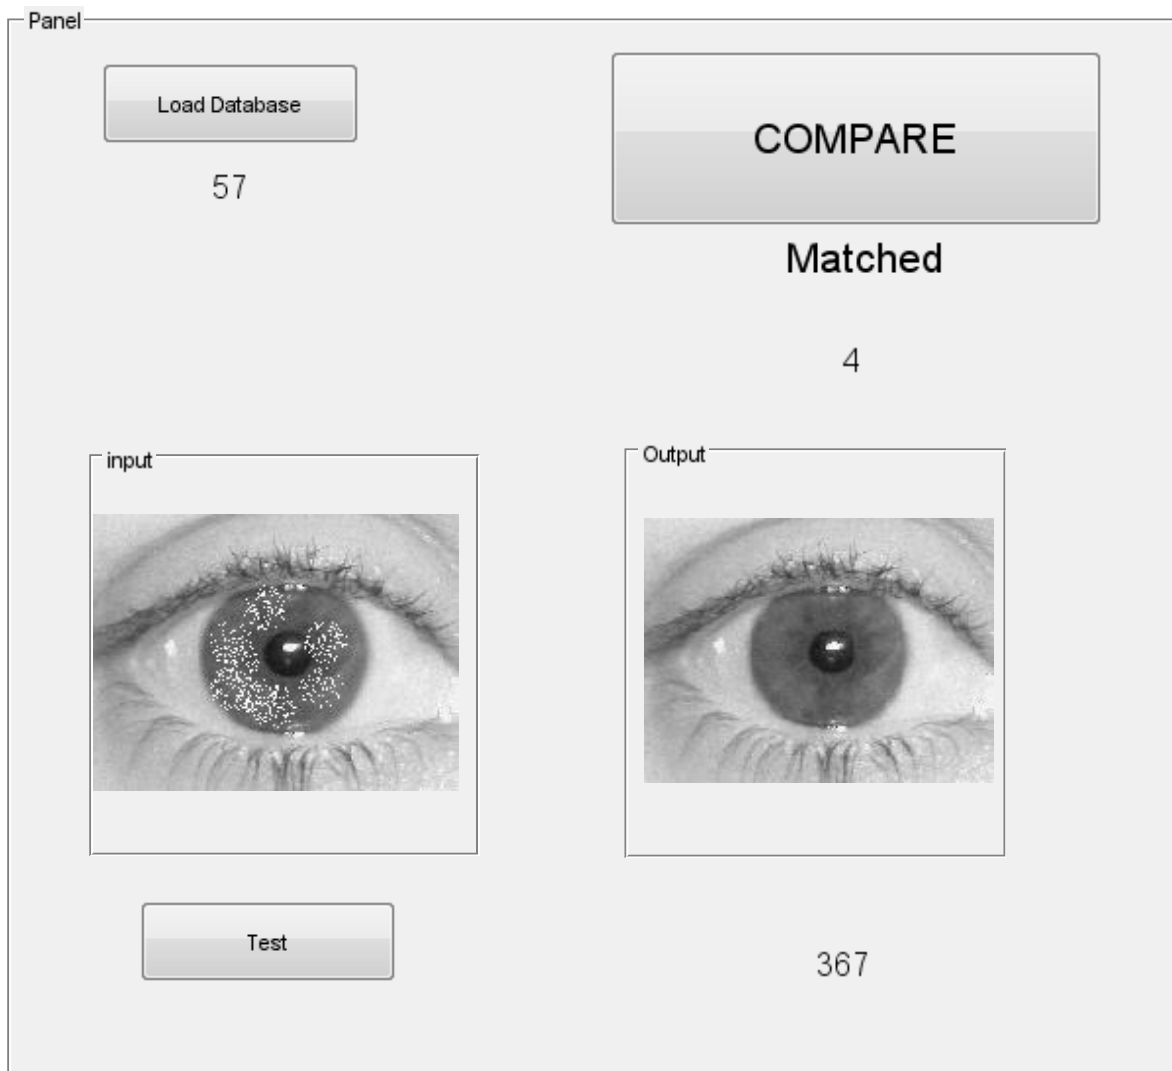 Panel
Load Database
COMPARE
57
Matched
4
input
Output
Test
367